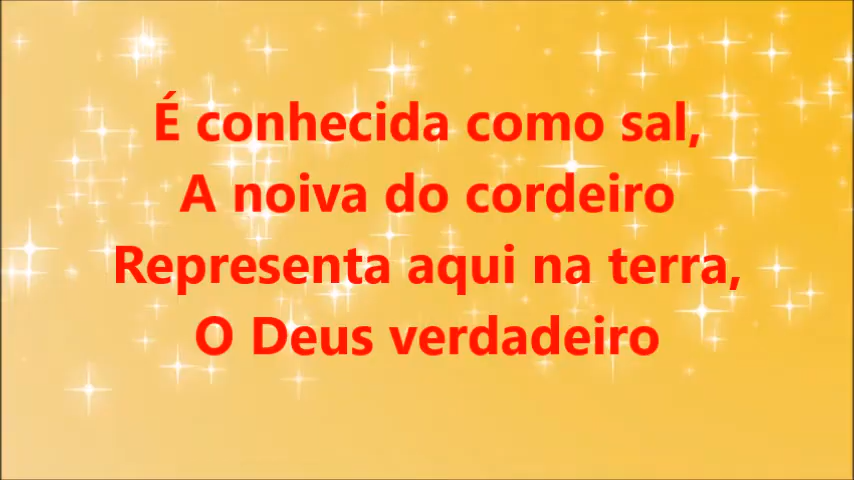 É conhecida como sal,
A noiva do cordeiro
Representa aqui na terra,
O Deus verdadeiro